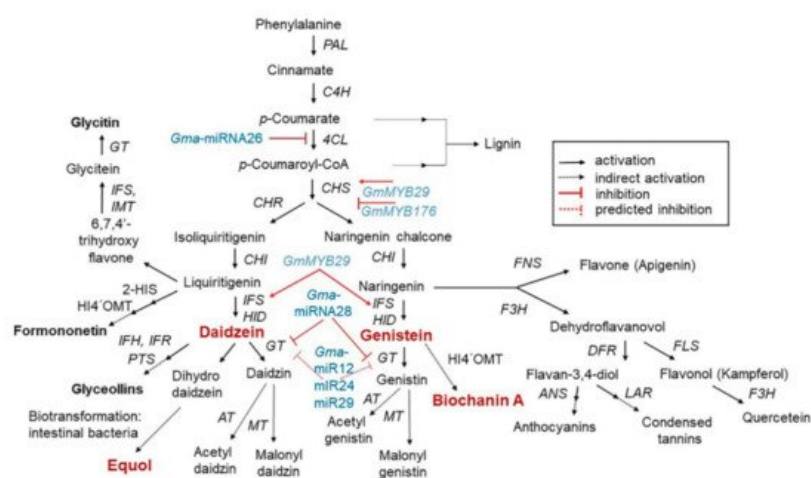 Phenylalanine
PAL
Cinnamate
C4H
p-Coumarate
Glycitin
Gma-miRNA26
4CL
Lignin
GT
Glycitein
p-Coumaroyl-CoA
activation
indirect activation
inhibition
predicted inhibition
IFS,
IMT
CHS
GmMYB29
CHR
GmMYB176
6,7,4'-
trihydroxy
flavone
Isoliquiritigenin
Naringenin chalcone
CHI
GmMYB29
CHI
FNS
Flavone (Apigenin)
2-HIS
Liquiritigenin
Naringenin
HI4´OMT
IFS
HID
Gma-
miRNA28
IFS
HID
F3H
Formononetin
Daidzein
Genistein
Dehydroflavanovol
IFH, IFR
PTS
GT
Gma-
miR12
miR24
miR29
GT
HI4´OMT
DFR
FLS
Glyceollins
Dihydro
daidzein
Daidzin
Genistin
Flavan-3,4-diol
Flavonol (Kampferol)
Biotransformation:
intestinal bacteria
AT
MT
AT
MT
Biochanin A
ANS
LAR
F3H
Acetyl
genistin
Anthocyanins
Condensed
tannins
Quercetein
Equol
Acetyl
daidzin
Malonyl
daidzin
Malonyl
genistin